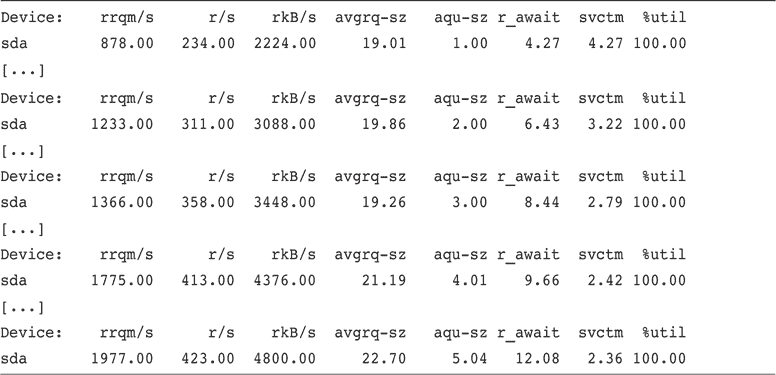 Device: rrqm/s r/s rkB/s avgrq-sz aqu-sz r_await svctm %util
sda 878.00 234.00 2224.00 19.01 1.00 4.27 4.27 100.00
[...]
Device: rrqm/s r/s rkB/s avgrq-sz aqu-sz r_await svctm %util
sda 1233.00 311.00 3088.00 19.86 2.00 6.43 3.22 100.00
[...]
Device: rrqm/s r/s rkB/s avgrq-sz aqu-sz r_await svctm %util
sda 1366.00 358.00 3448.00 19.26 3.00 8.44 2.79 100.00
[...]
Device: rrqm/s r/s rkB/s avgrq-sz aqu-sz r_await svctm %util
sda 1775.00 413.00 4376.00 21.19 4.01 9.66 2.42 100.00
[...]
Device: rrqm/s r/s rkB/s avgrq-sz aqu-sz r_await svctm %util
sda 1977.00 423.00 4800.00 22.70 5.04 12.08 2.36 100.00